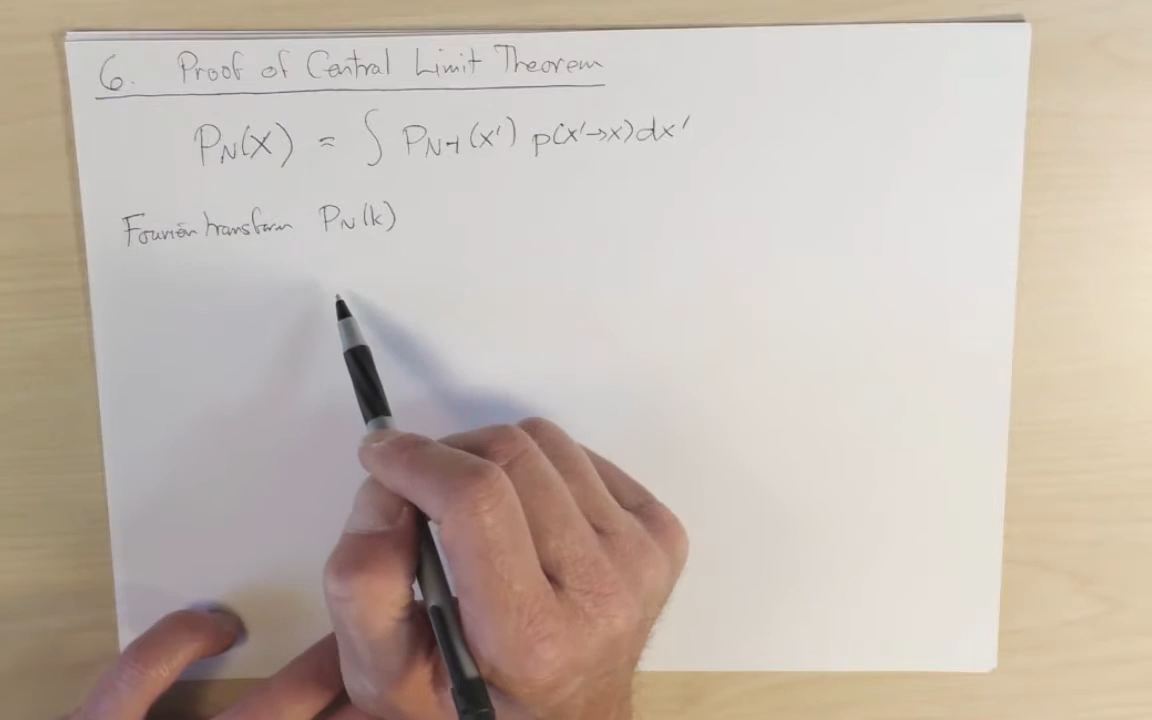 6. Proof of Central Limit Theorem
P_N(x) = ∫ P_{N-1}(x') p(x'→x)dx'
Fourier transform P_N(k)